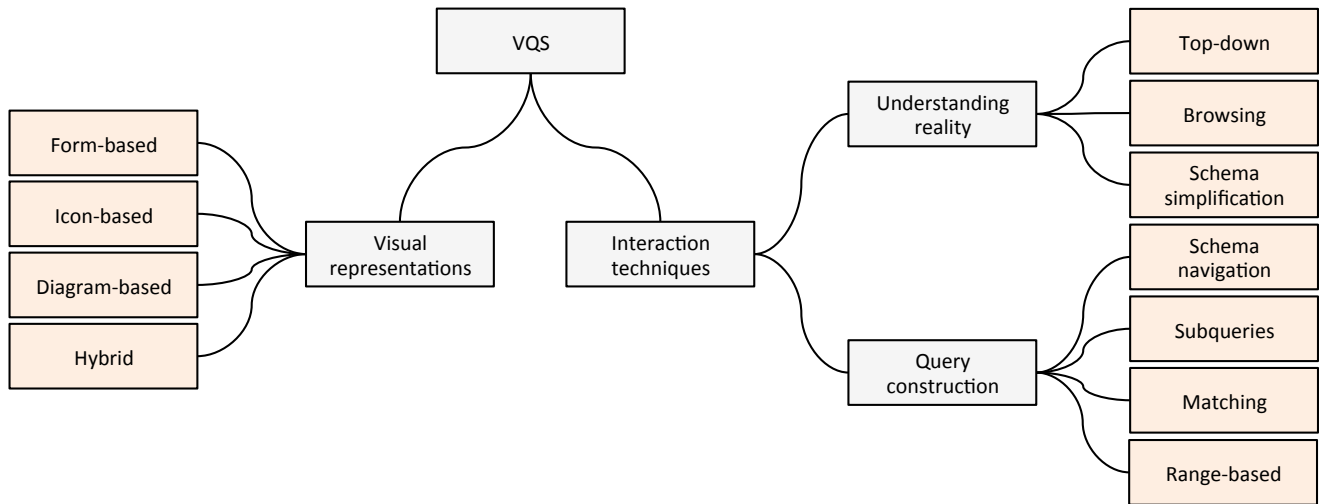 VQS
Form-based
Icon-based
Diagram-based
Hybrid
Visual
representations
Interaction
techniques
Understanding
reality
Top-down
Browsing
Schema
simplification
Query
construction
Schema
navigation
Subqueries
Matching
Range-based